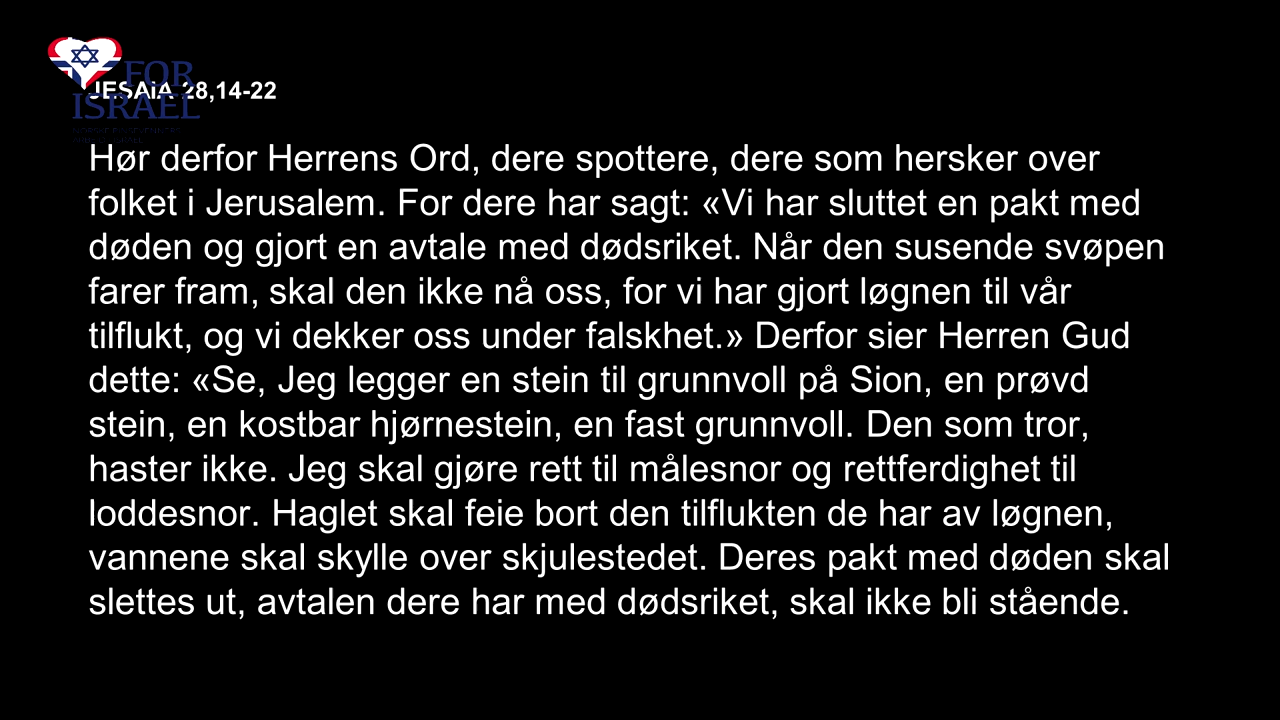 FOR
ISRAEL
JESAiA 28,14-22
Hør derfor Herrens Ord, dere spottere, dere som hersker over
folket i Jerusalem. For dere har sagt: «Vi har sluttet en pakt med
døden og gjort en avtale med dødsriket. Når den susende svøpen
farer fram, skal den ikke nå oss, for vi har gjort løgnen til vår
tilflukt, og vi dekker oss under falskhet.» Derfor sier Herren Gud
dette: «Se, Jeg legger en stein til grunnvoll på Sion, en prøvd
stein, en kostbar hjørnestein, en fast grunnvoll. Den som tror,
haster ikke. Jeg skal gjøre rett til målesnor og rettferdighet til
loddesnor. Haglet skal feie bort den tilflukten de har av løgnen,
vannene skal skylle over skjulestedet. Deres pakt med døden skal
slettes ut, avtalen dere har med dødsriket, skal ikke bli stående.